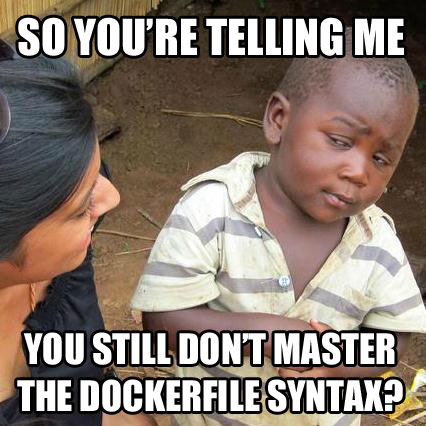 SO YOU'RE TELLING ME
YOU STILL DON'T MASTER
THE DOCKERFILE SYNTAX?